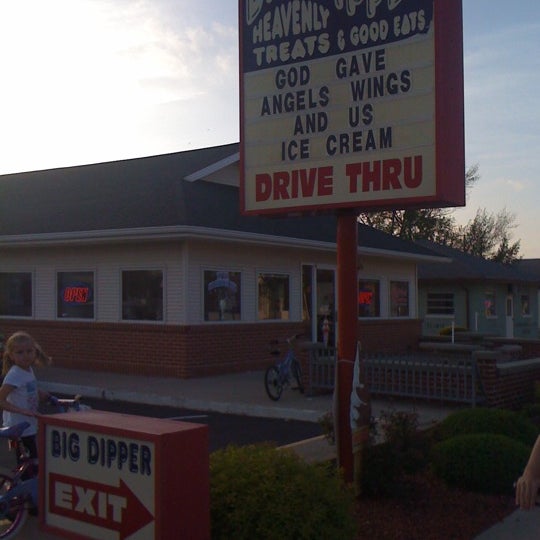 HEAVENLY
TREATS & GOOD EATS
GOD GAVE
ANGELS WINGS
AND US
ICE CREAM
DRIVE THRU
OPEN
BIG DIPPER
EXIT